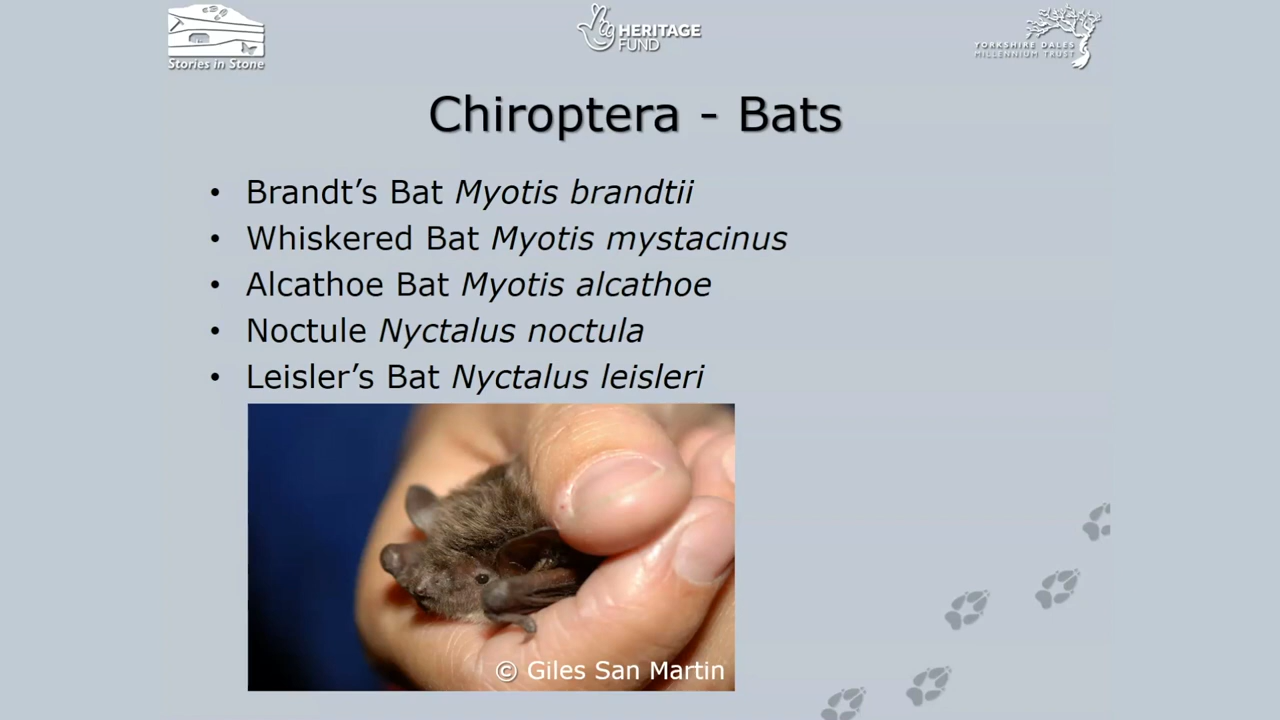 Stories in Stone
HERITAGE
FUND
YORKSHIRE DALES
MILLENNIUM TRUST
Chiroptera - Bats
• Brandt’s Bat Myotis brandtii
• Whiskered Bat Myotis mystacinus
• Alcathoe Bat Myotis alcathoe
• Noctule Nyctalus noctula
• Leisler’s Bat Nyctalus leisleri
© Giles San Martin